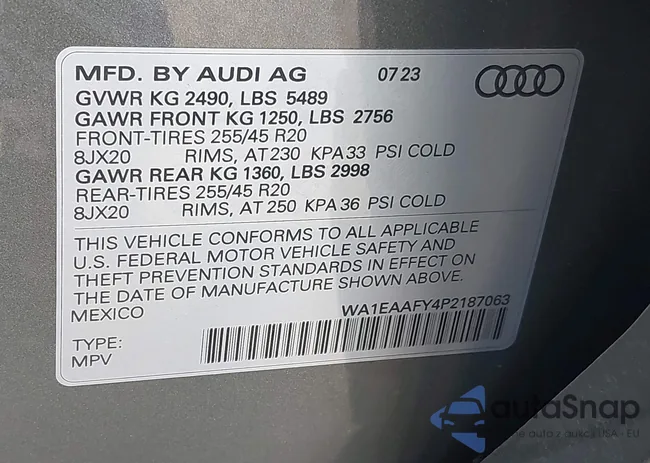 MFD. BY AUDI AG 07 23
GVWR KG 2490, LBS 5489
GAWR FRONT KG 1250, LBS 2756
FRONT-TIRES 255/45 R20
8JX20 RIMS, AT 230 KPA 33 PSI COLD
GAWR REAR KG 1360, LBS 2998
REAR-TIRES 255/45 R20
8JX20 RIMS, AT 250 KPA 36 PSI COLD
THIS VEHICLE CONFORMS TO ALL APPLICABLE
U.S. FEDERAL MOTOR VEHICLE SAFETY AND
THEFT PREVENTION STANDARDS IN EFFECT ON
THE DATE OF MANUFACTURE SHOWN ABOVE.
MEXICO WA1EAAFY4P2187063
TYPE:
MPV
autoSnap
auto z aukcji USA - EU